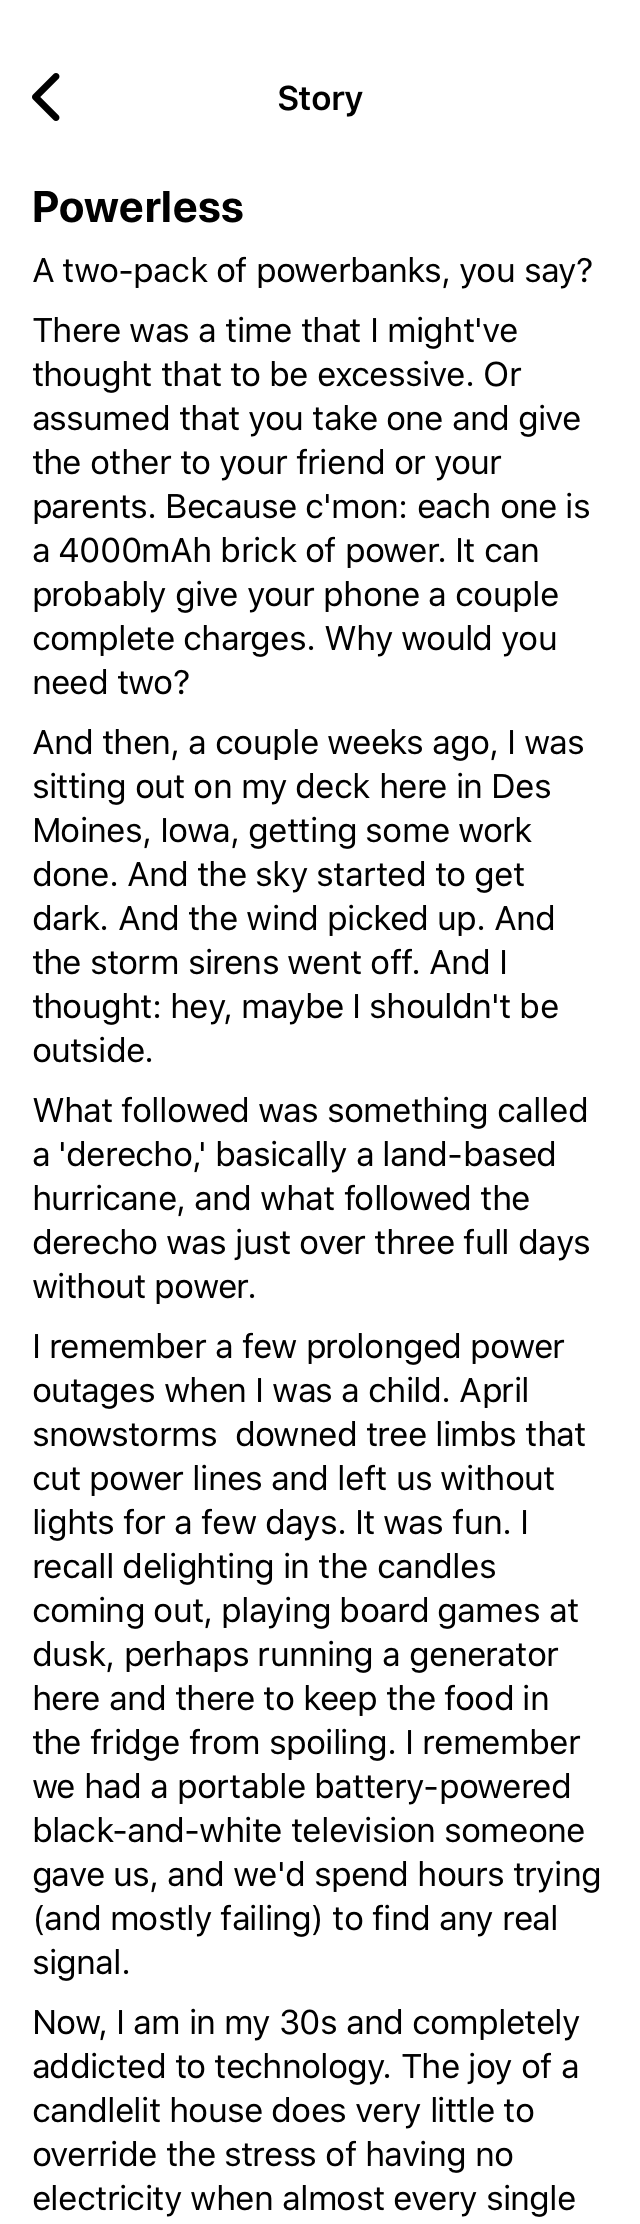 Story
Powerless
A two-pack of powerbanks, you say?
There was a time that I might've
thought that to be excessive. Or
assumed that you take one and give
the other to your friend or your
parents. Because c'mon: each one is
a 4000mAh brick of power. It can
probably give your phone a couple
complete charges. Why would you
need two?
And then, a couple weeks ago, I was
sitting out on my deck here in Des
Moines, Iowa, getting some work
done. And the sky started to get
dark. And the wind picked up. And
the storm sirens went off. And I
thought: hey, maybe I shouldn't be
outside.
What followed was something called
a 'derecho,' basically a land-based
hurricane, and what followed the
derecho was just over three full days
without power.
I remember a few prolonged power
outages when I was a child. April
snowstorms  downed tree limbs that
cut power lines and left us without
lights for a few days. It was fun. I
recall delighting in the candles
coming out, playing board games at
dusk, perhaps running a generator
here and there to keep the food in
the fridge from spoiling. I remember
we had a portable battery-powered
black-and-white television someone
gave us, and we'd spend hours trying
(and mostly failing) to find any real
signal.
Now, I am in my 30s and completely
addicted to technology. The joy of a
candlelit house does very little to
override the stress of having no
electricity when almost every single